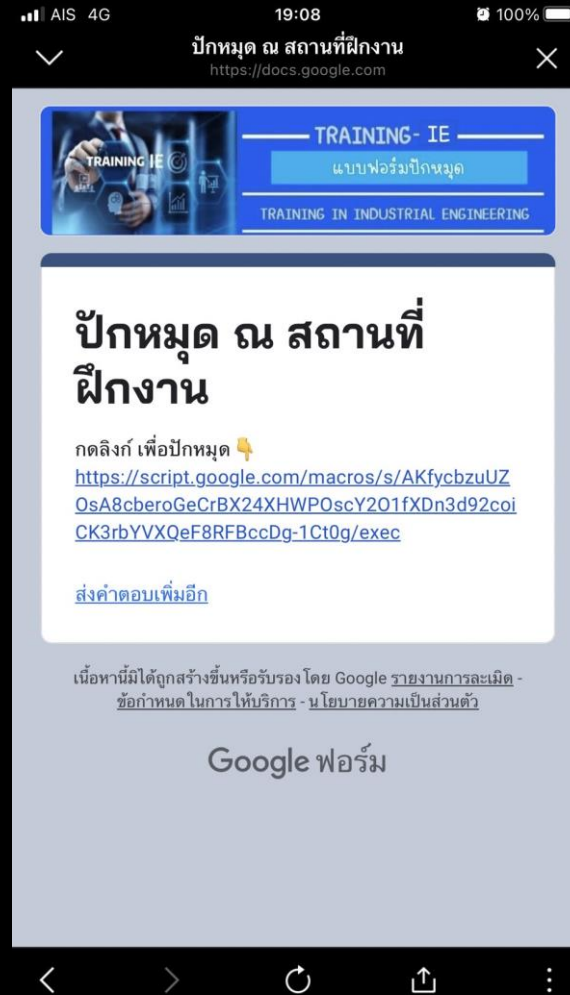 AIS 4G
19:08
100%
ปักหมุด ณ สถานที่ฝึกงาน
https://docs.google.com
TRAINING IE
TRAINING- IE
แบบฟอร์มปักหมุด
TRAINING IN INDUSTRIAL ENGINEERING
ปักหมุด ณ สถานที่
ฝึกงาน
กดลิงก์ เพื่อปักหมุด 👇
https://script.google.com/macros/s/AKfycbzuUZ
OsA8cberoGeCrBX24XHWPOscY2O1fXDn3d92coi
CK3rbYVXQeF8RFBccDg-1Ct0g/exec
ส่งคำตอบเพิ่มอีก
เนื้อหานี้มิได้ถูกสร้างขึ้นหรือรับรองโดย Google รายงานการละเมิด -
ข้อกำหนดในการให้บริการ - นโยบายความเป็นส่วนตัว
Google ฟอร์ม